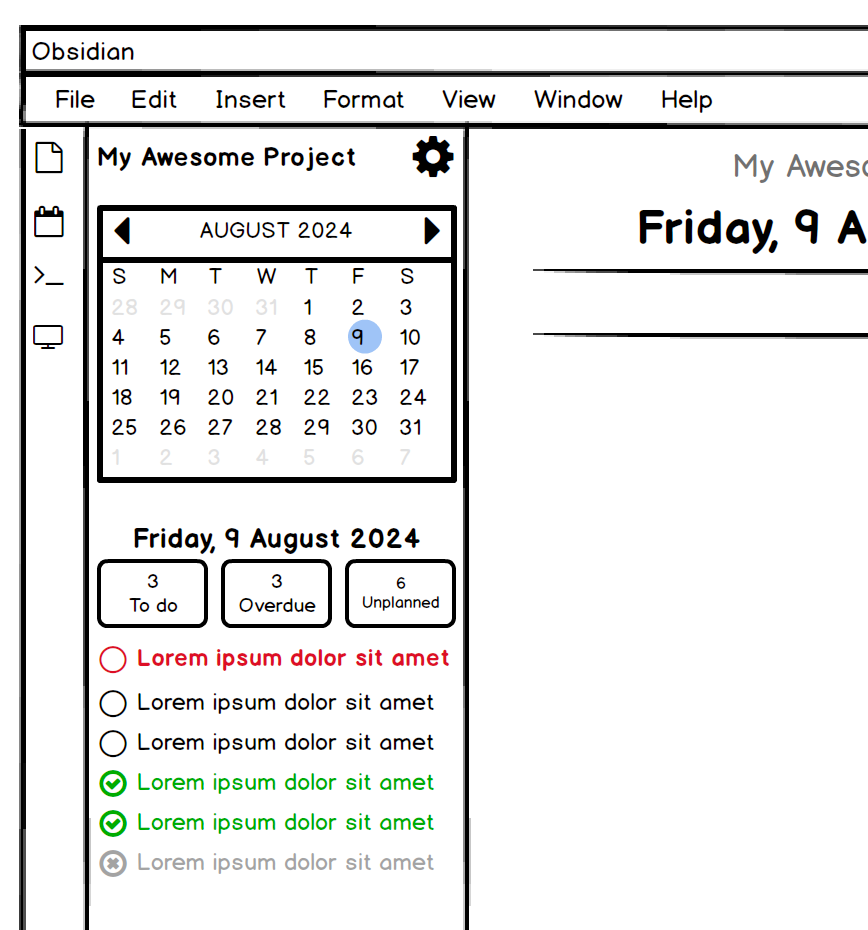 Obsidian
File Edit Insert Format View Window Help
My Awesome Project
AUGUST 2024
S M T W T F S
28 29 30 31 1 2 3
4 5 6 7 8 9 10
11 12 13 14 15 16 17
18 19 20 21 22 23 24
25 26 27 28 29 30 31
1 2 3 4 5 6 7
Friday, 9 August 2024
3 3 6
To do Overdue Unplanned
Lorem ipsum dolor sit amet
Lorem ipsum dolor sit amet
Lorem ipsum dolor sit amet
Lorem ipsum dolor sit amet
Lorem ipsum dolor sit amet
Lorem ipsum dolor sit amet
My
Friday, 9